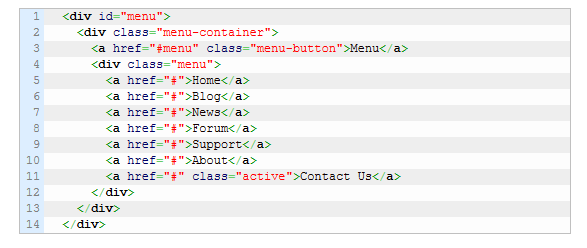 1 <div id="menu">
2 <div class="menu-container">
3 <a href="#menu" class="menu-button">Menu</a>
4 <div class="menu">
5 <a href="#">Home</a>
6 <a href="#">Blog</a>
7 <a href="#">News</a>
8 <a href="#">Forum</a>
9 <a href="#">Support</a>
10 <a href="#">About</a>
11 <a href="#" class="active">Contact Us</a>
12 </div>
13 </div>
14 </div>